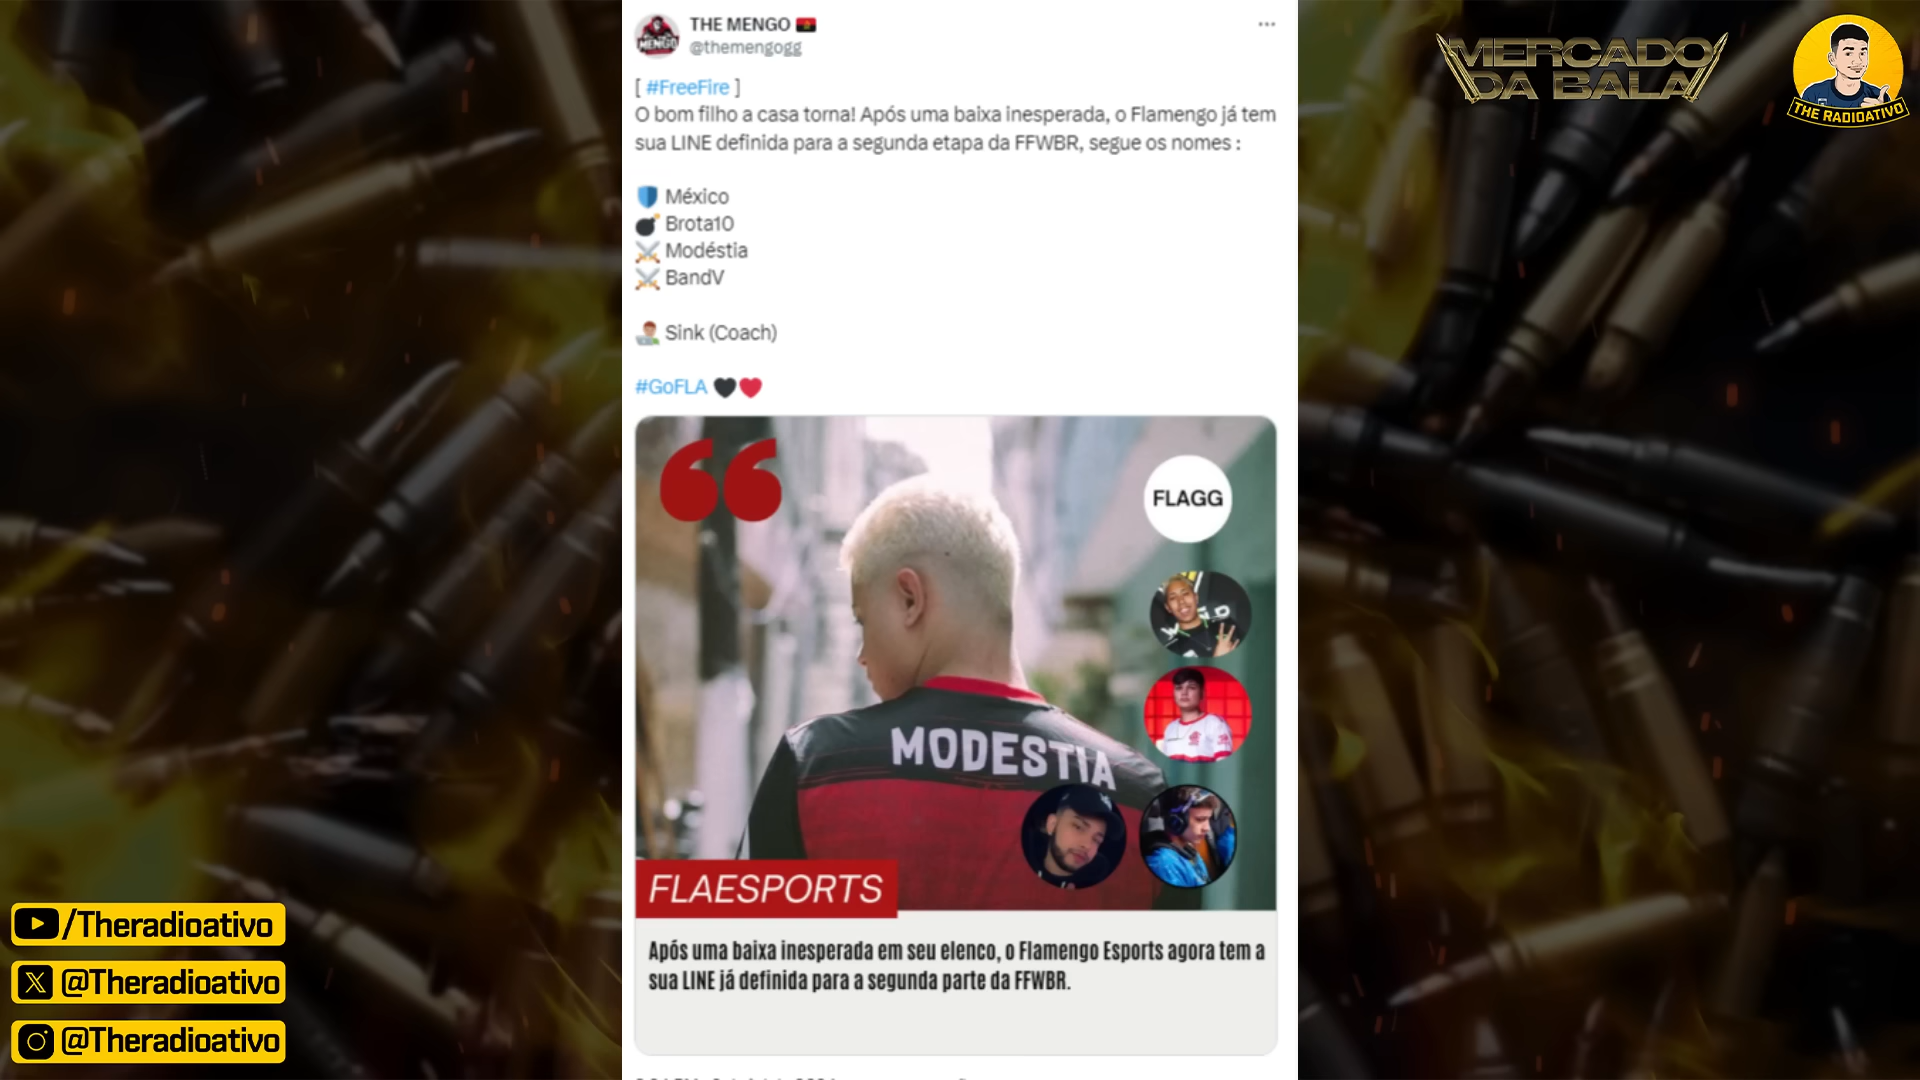 THE MENGO
@themengogg
[ #FreeFire ]
O bom filho a casa torna! Após uma baixa inesperada, o Flamengo já tem
sua LINE definida para a segunda etapa da FFWBR, segue os nomes :
México
Brota10
Modéstia
BandV
Sink (Coach)
#GoFLA
FLAGG
MODESTIA
FLAESPORTS
Após uma baixa inesperada em seu elenco, o Flamengo Esports agora tem a
sua LINE já definida para a segunda parte da FFWBR.
MERCADO
DA BALA
THE RADIOATIVO
/Theradioativo
@Theradioativo
@Theradioativo